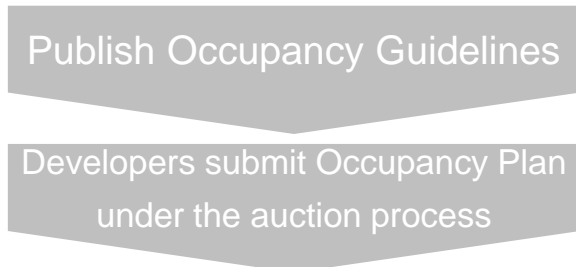 Publish Occupancy Guidelines
Developers submit Occupancy Plan
under the auction process